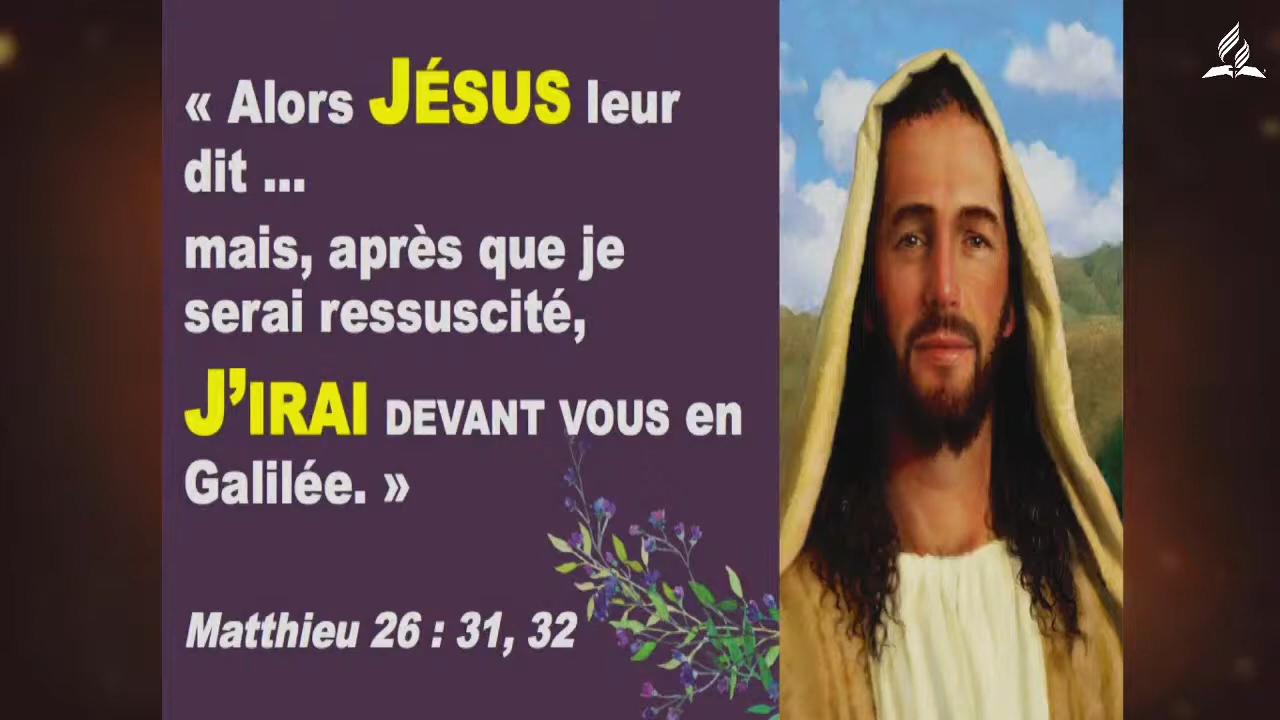 « Alors JÉSUS leur
dit ...
mais, après que je
serai ressuscité,
J'IRAI DEVANT VOUS en
Galilée. »
Matthieu 26 : 31, 32